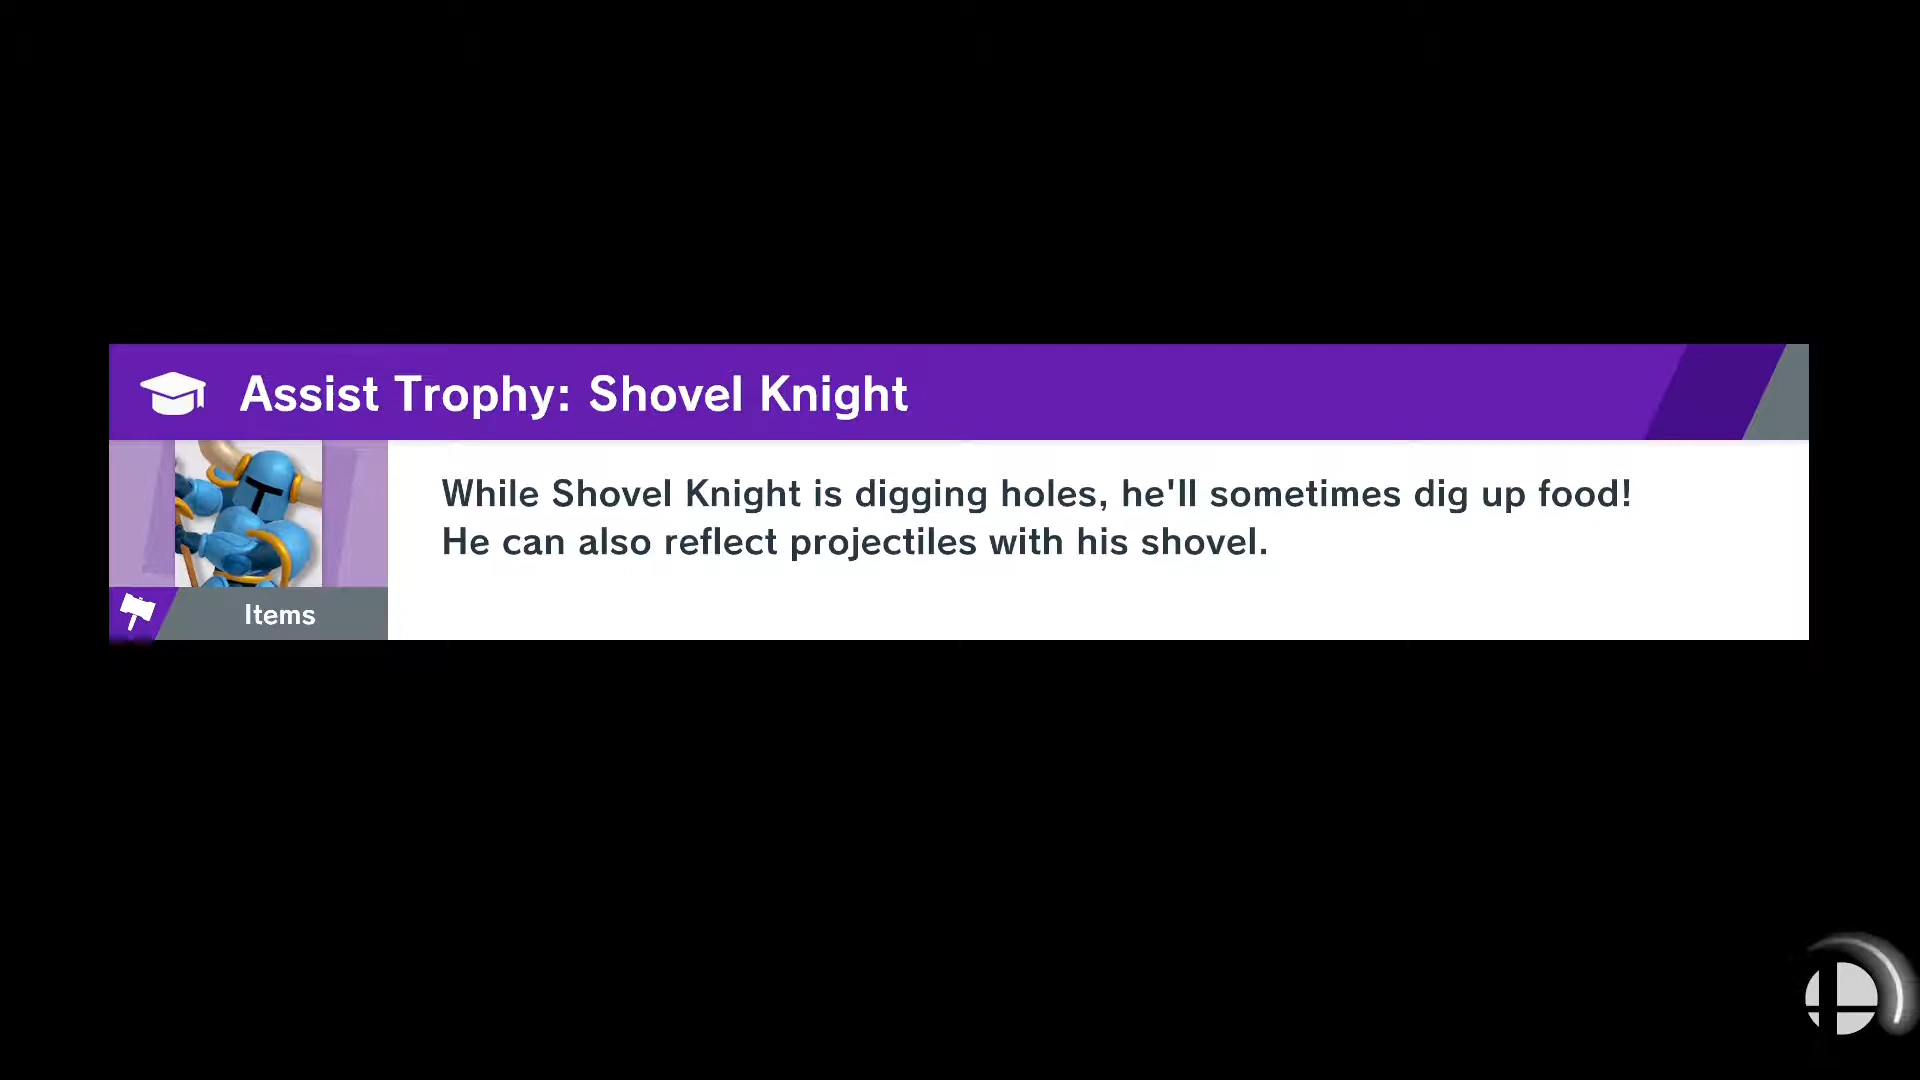 Assist Trophy: Shovel Knight
While Shovel Knight is digging holes, he'll sometimes dig up food!
He can also reflect projectiles with his shovel.
Items